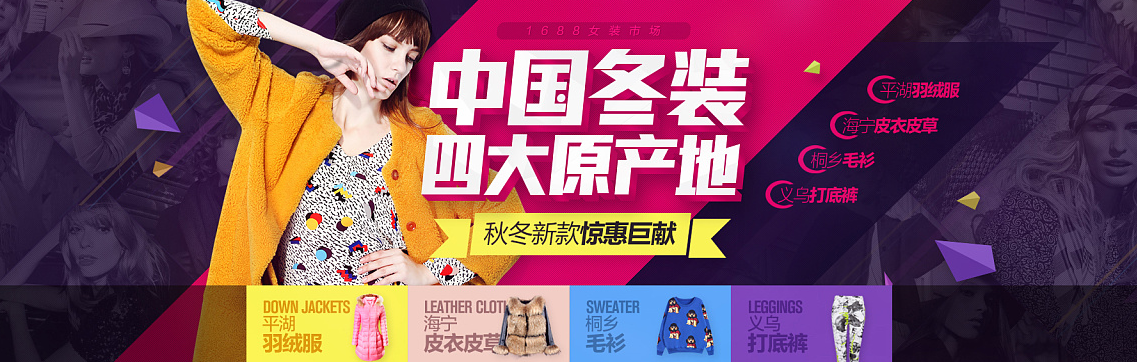 1688女装市场
中国冬装
四大原产地
秋冬新款惊惠巨献
平湖羽绒服
海宁皮衣皮草
桐乡毛衫
义乌打底裤
DOWN JACKETS
平湖
羽绒服
LEATHER CLOTH
海宁
皮衣皮草
SWEATER
桐乡
毛衫
LEGGINGS
义乌
打底裤